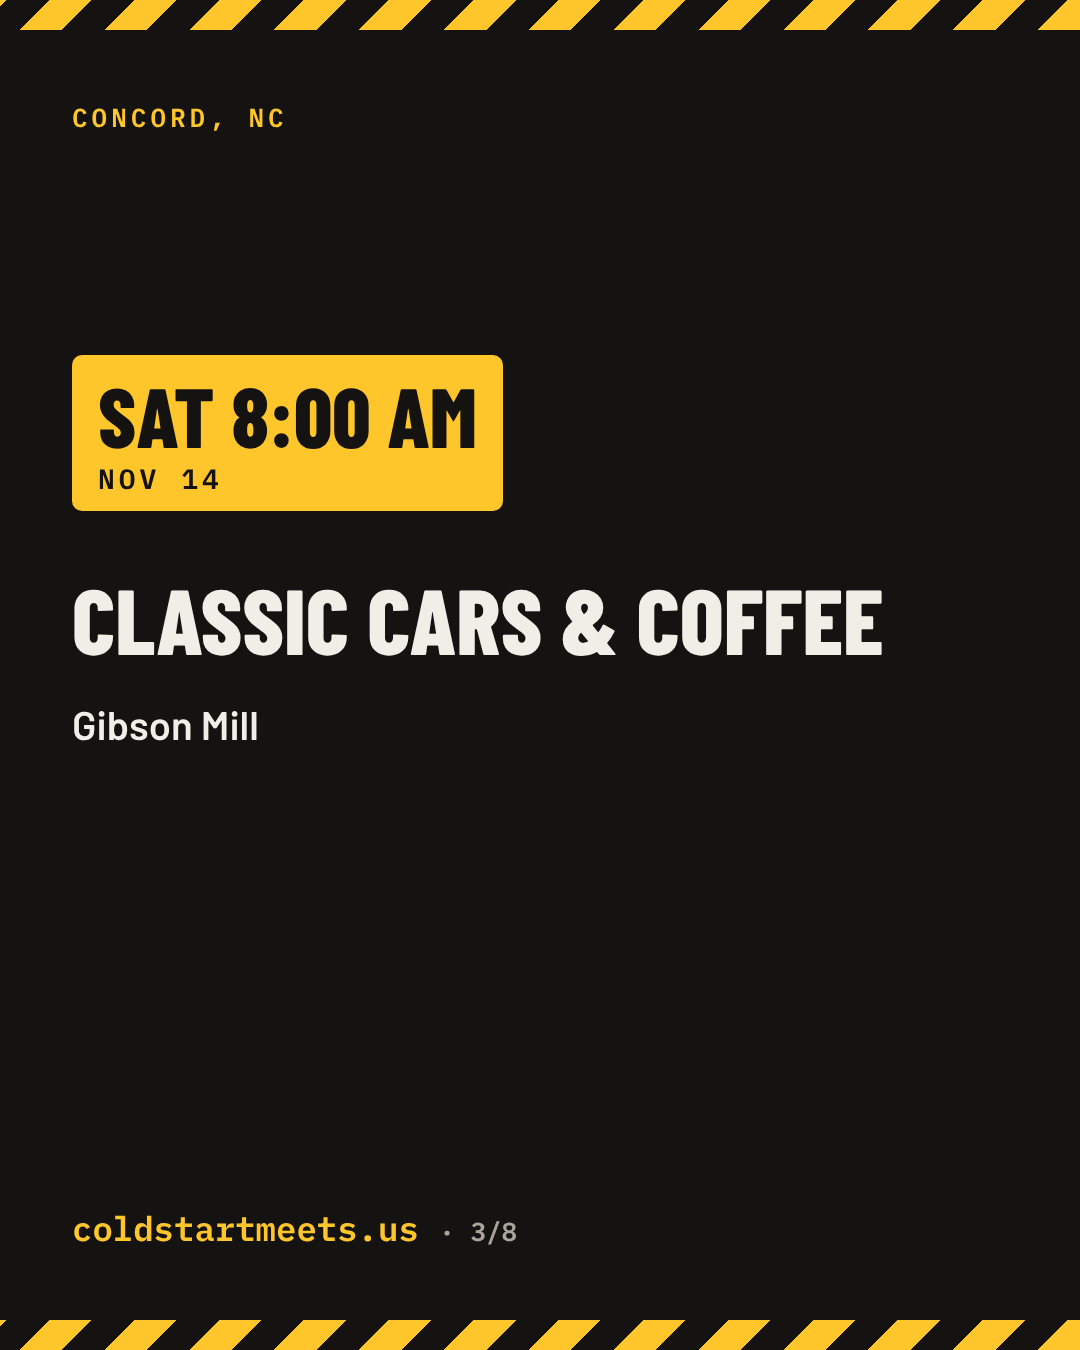 CONCORD, NC
SAT 8:00 AM
NOV 14
CLASSIC CARS & COFFEE
Gibson Mill
coldstartmeets.us · 3/8